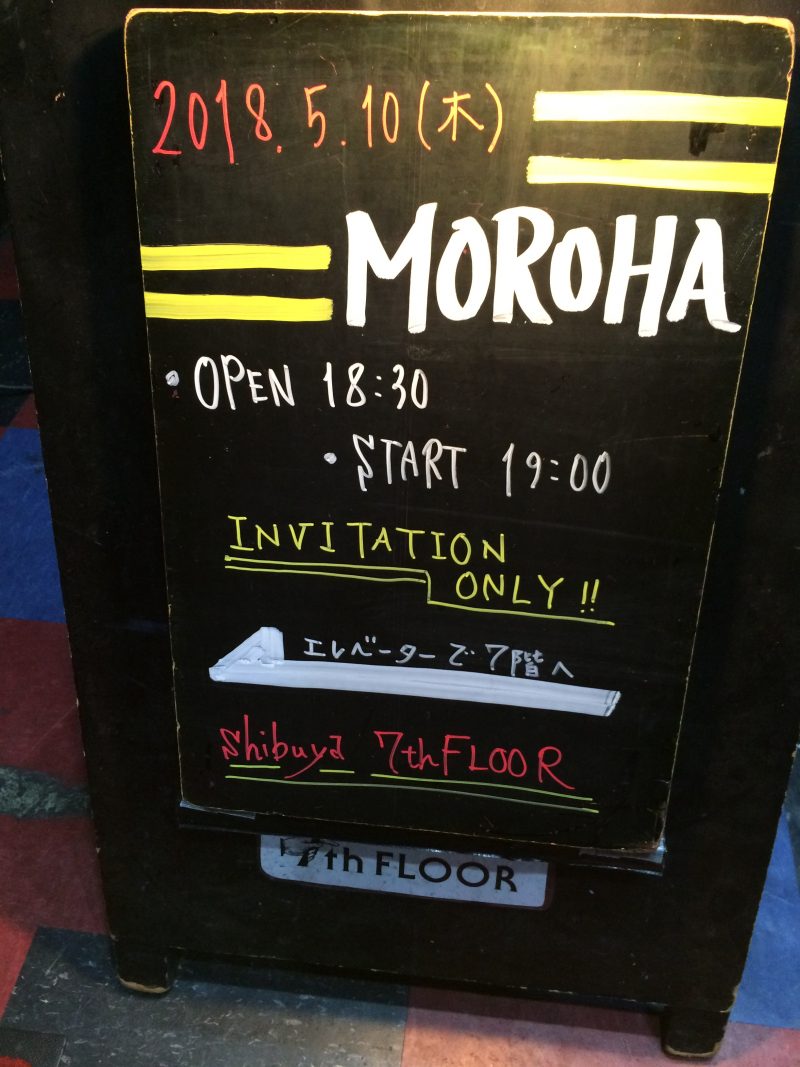 2018.5.10(木)
MOROHA
・OPEN 18:30
・START 19:00
INVITATION
ONLY!!
エレベーターで7階へ
Shibuya 7thFLOOR
7th FLOOR